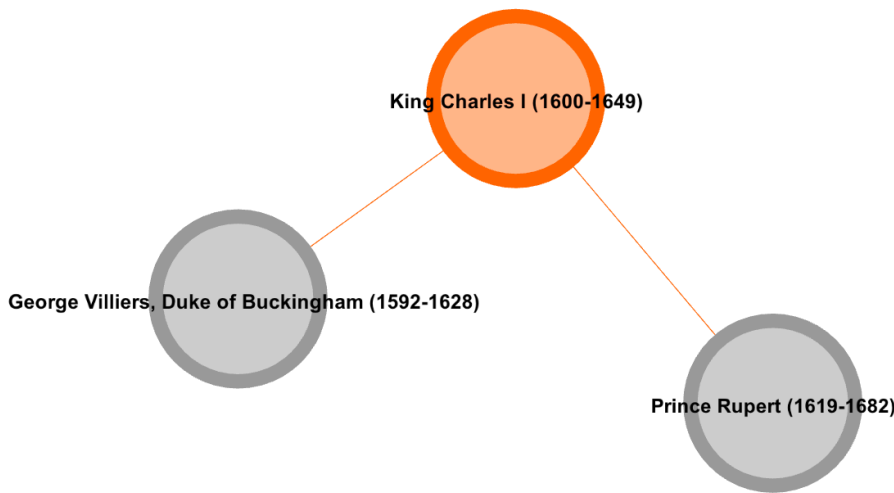 King Charles I (1600-1649)
George Villiers, Duke of Buckingham (1592-1628)
Prince Rupert (1619-1682)